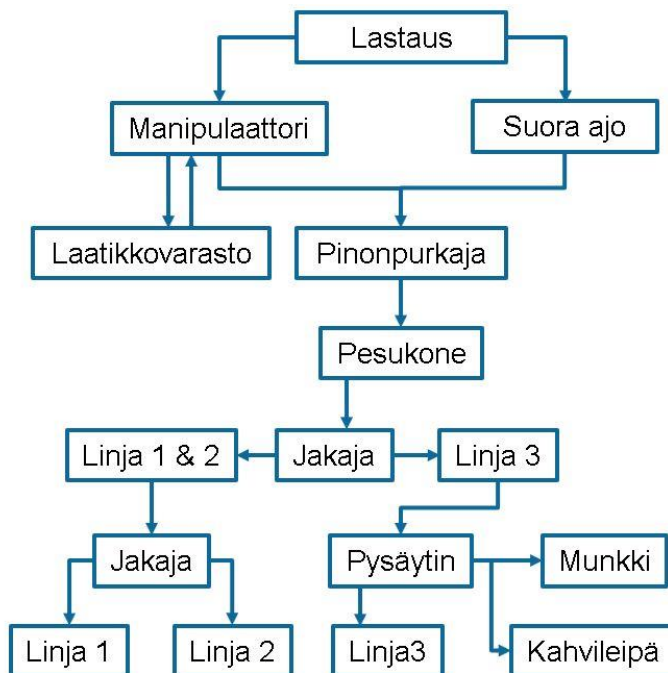 Lastaus
Manipulaattori
Suora ajo
Laatikkovarasto
Pinonpurkaja
Pesukone
Linja 1 & 2
Jakaja
Linja 3
Jakaja
Pysäytin
Munkki
Linja 1
Linja 2
Linja3
Kahvileipä